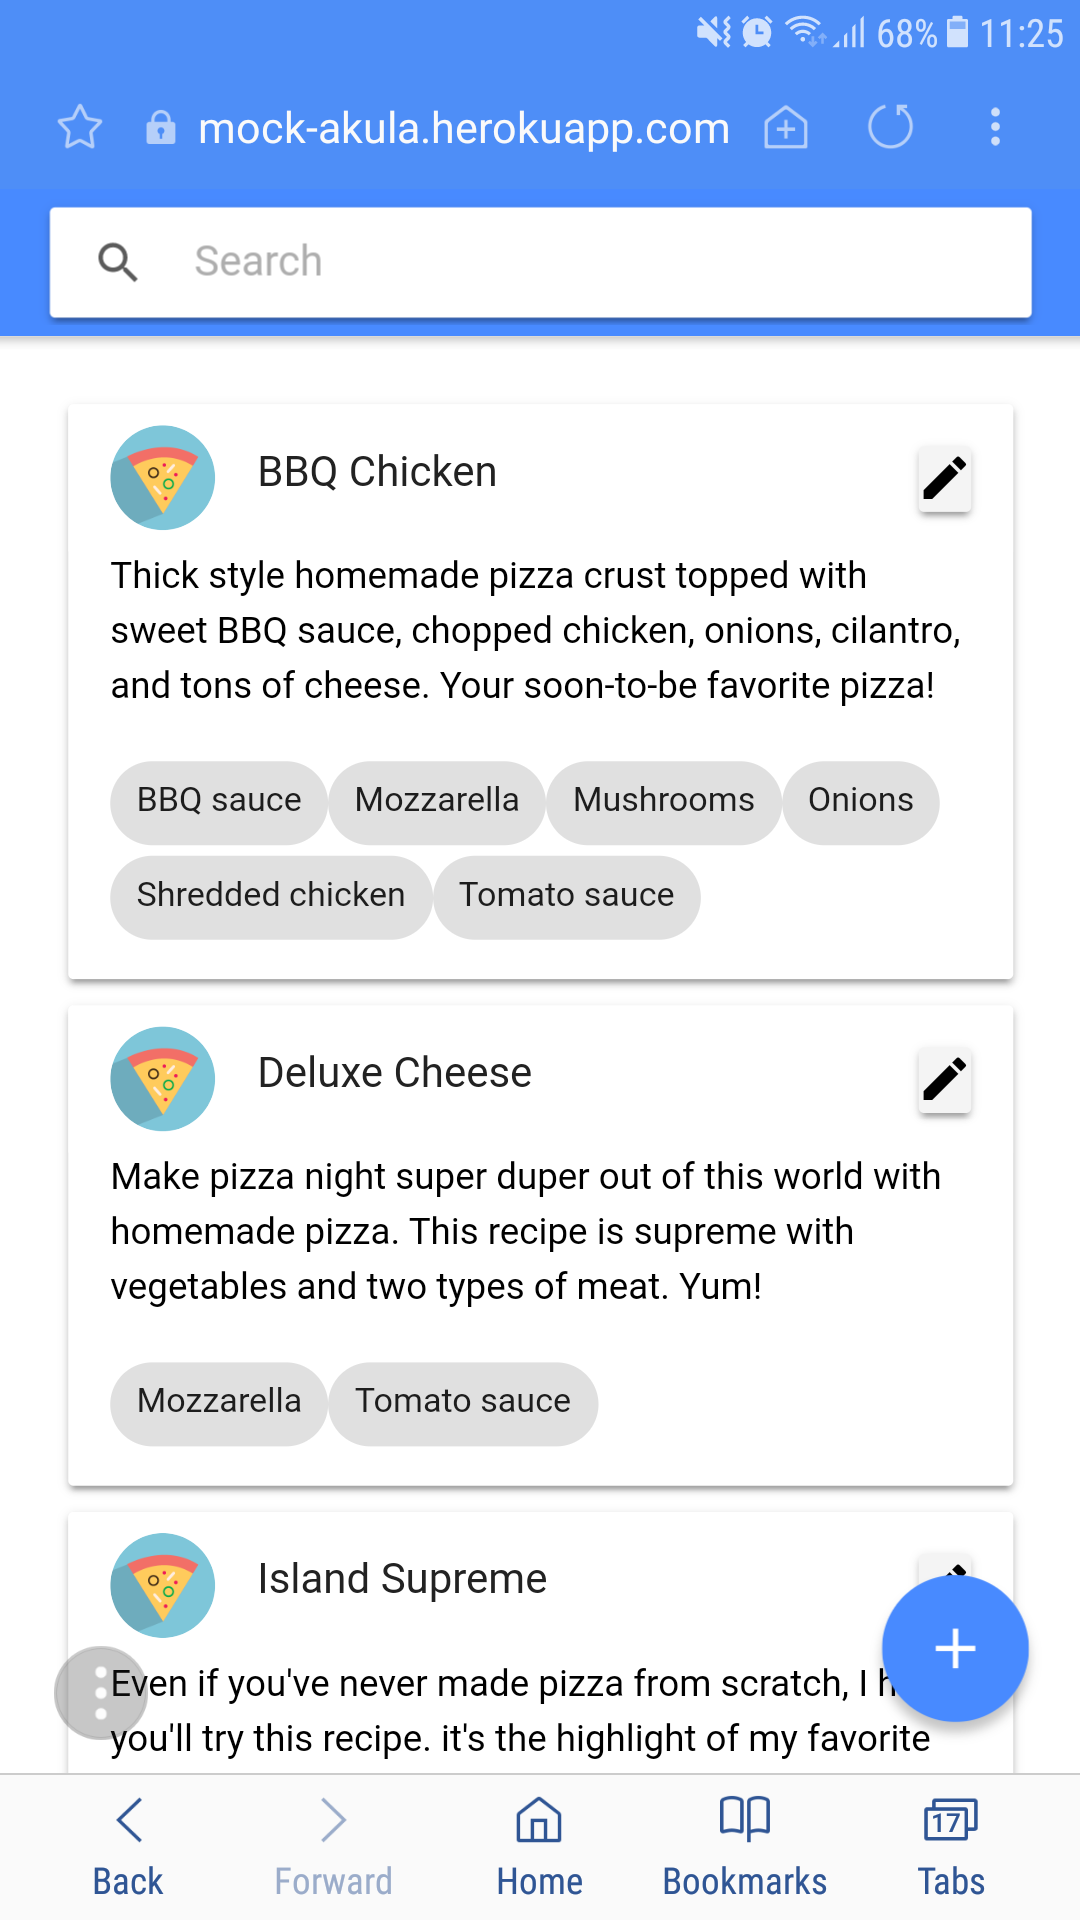 68% 11:25
mock-akula.herokuapp.com
Search
BBQ Chicken
Thick style homemade pizza crust topped with
sweet BBQ sauce, chopped chicken, onions, cilantro,
and tons of cheese. Your soon-to-be favorite pizza!
BBQ sauce Mozzarella Mushrooms Onions
Shredded chicken Tomato sauce
Deluxe Cheese
Make pizza night super duper out of this world with
homemade pizza. This recipe is supreme with
vegetables and two types of meat. Yum!
Mozzarella Tomato sauce
Island Supreme
Even if you've never made pizza from scratch, I
you'll try this recipe. it's the highlight of my favorite
17
Back Forward Home Bookmarks Tabs